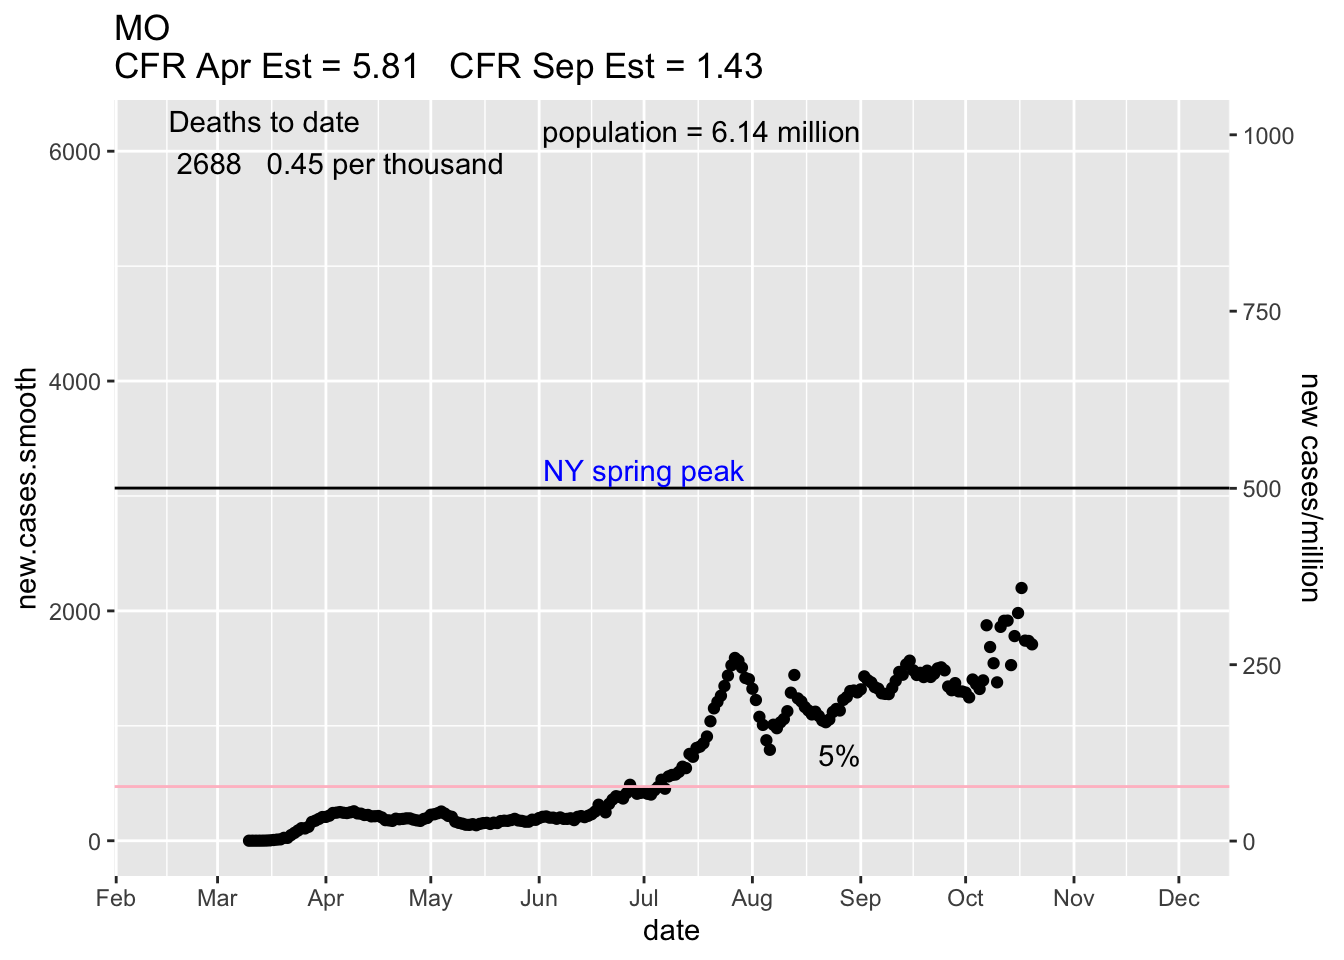 MO
CFR Apr Est = 5.81   CFR Sep Est = 1.43
Deaths to date
2688   0.45 per thousand
population = 6.14 million
NY spring peak
5%
new.cases.smooth
6000
4000
2000
0
1000
750
500
250
0
new cases/million
Feb Mar Apr May Jun Jul Aug Sep Oct Nov Dec
date